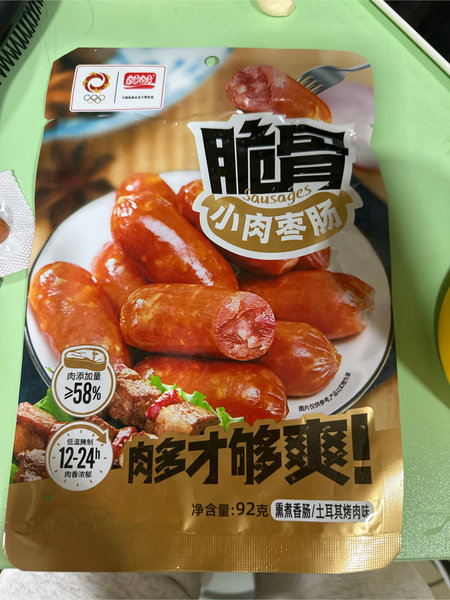 盼盼
脆骨
Sausages
小肉枣肠
肉添加量
≥58%
图片仅供参考,产品以实物为准
低温腌制
12-24h
肉香浓郁
肉多才够爽!
净含量:92克
熏煮香肠/土耳其烤肉味